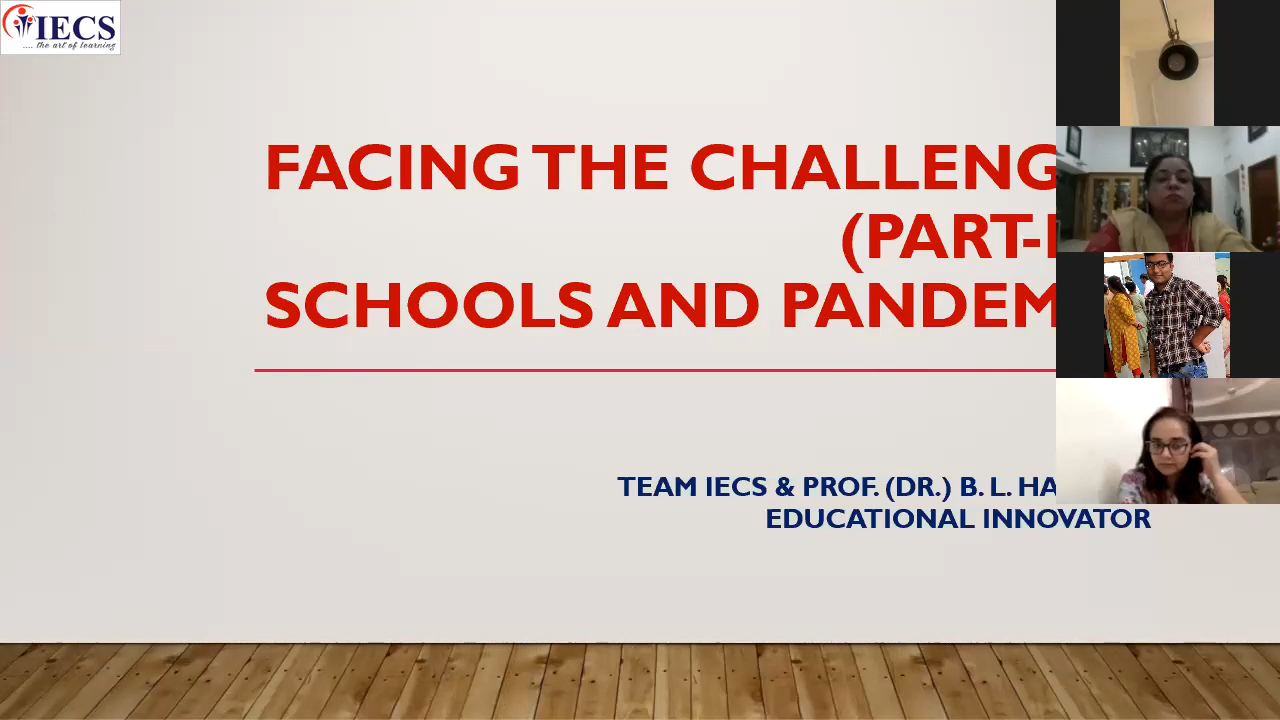 IECS
.... the art of learning
FACING THE CHALLENG
(PART-
SCHOOLS AND PANDEM
TEAM IECS & PROF. (DR.) B. L. HA
EDUCATIONAL INNOVATOR